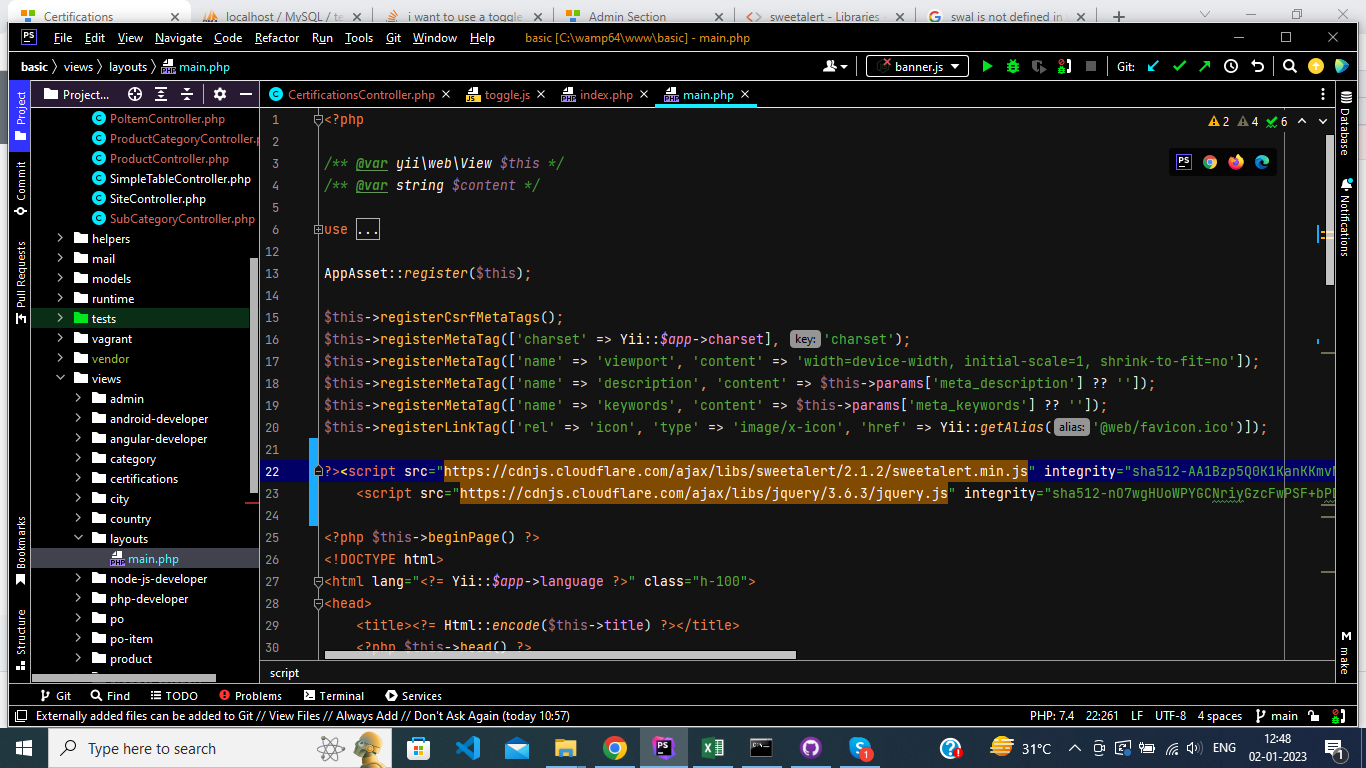 Certifications
localhost / MySQL / te
i want to use a toggle
Admin Section
sweetalert - Libraries -
swal is not defined in
PS File Edit View Navigate Code Refactor Run Tools Git Window Help basic [C:\wamp64\www\basic] - main.php
basic views layouts main.php
banner.js
Git:
Project...
CertificationsController.php toggle.js index.php main.php
Project
Commit
Pull Requests
Bookmarks
Structure
PoItemController.php
ProductCategoryController.p
ProductController.php
SimpleTableController.php
SiteController.php
SubCategoryController.php
helpers
mail
models
runtime
tests
vagrant
vendor
views
admin
android-developer
angular-developer
category
certifications
city
country
layouts
main.php
node-js-developer
php-developer
po
po-item
product
2 4 6
1 <?php
2
3 /** @var yii\web\View $this */
4 /** @var string $content */
5
6 use ...
12
13 AppAsset::register($this);
14
15 $this->registerCsrfMetaTags();
16 $this->registerMetaTag(['charset' => Yii::$app->charset], key: 'charset');
17 $this->registerMetaTag(['name' => 'viewport', 'content' => 'width=device-width, initial-scale=1, shrink-to-fit=no']);
18 $this->registerMetaTag(['name' => 'description', 'content' => $this->params['meta_description'] ?? '']);
19 $this->registerMetaTag(['name' => 'keywords', 'content' => $this->params['meta_keywords'] ?? '']);
20 $this->registerLinkTag(['rel' => 'icon', 'type' => 'image/x-icon', 'href' => Yii::getAlias( alias: '@web/favicon.ico')]);
21
22 ?><script src="https://cdnjs.cloudflare.com/ajax/libs/sweetalert/2.1.2/sweetalert.min.js" integrity="sha512-AA1Bzp5Q0K1KanKKmvN
23 <script src="https://cdnjs.cloudflare.com/ajax/libs/jquery/3.6.3/jquery.js" integrity="sha512-nO7wgHUoWPYGCNriyGzcFwPSF+bPD
24
25 <?php $this->beginPage() ?>
26 <!DOCTYPE html>
27 <html lang="<?= Yii::$app->language ?>" class="h-100">
28 <head>
29 <title><?= Html::encode($this->title) ?></title>
30 <?php $this->head() ?>
Database
Notifications
M make
script
Git Find TODO Problems Terminal Services
Externally added files can be added to Git // View Files // Always Add // Don't Ask Again (today 10:57)
PHP: 7.4 22:261 LF UTF-8 4 spaces main
Type here to search
31°C ENG 12:48
02-01-2023
1
1